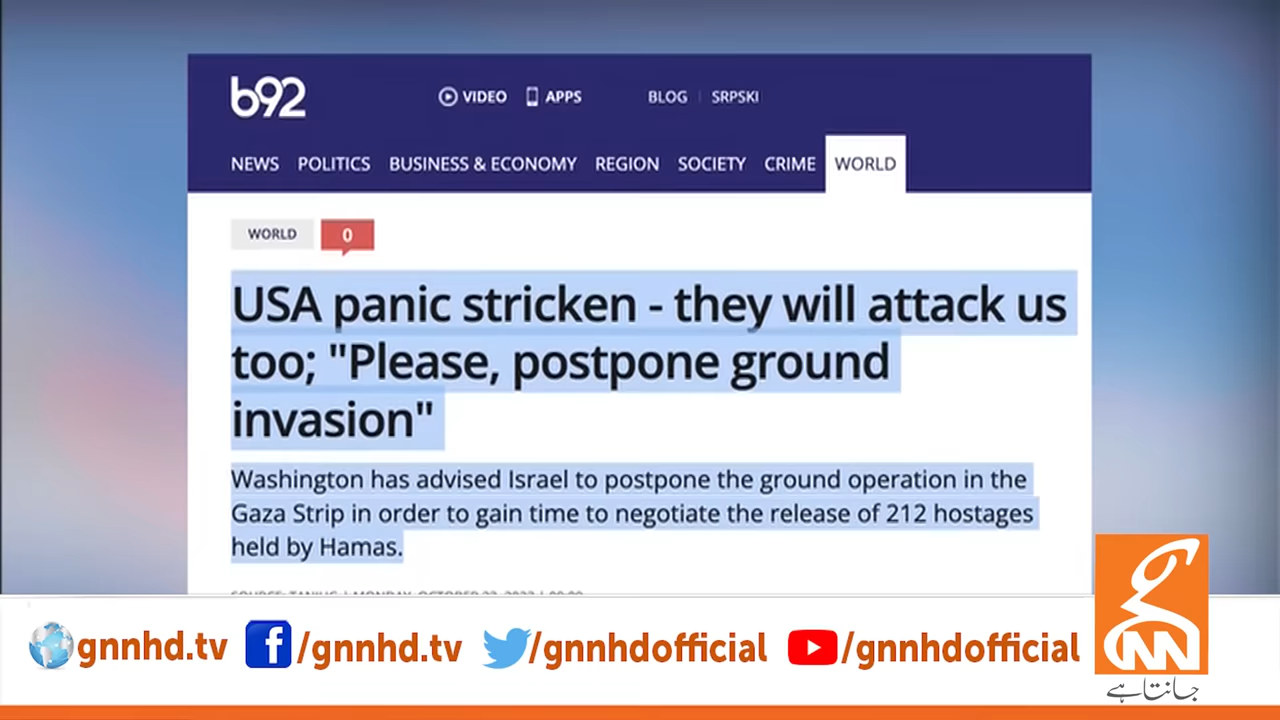 b92
VIDEO APPS BLOG SRPSKI
NEWS POLITICS BUSINESS & ECONOMY REGION SOCIETY CRIME WORLD
WORLD 0
USA panic stricken - they will attack us
too; "Please, postpone ground
invasion"
Washington has advised Israel to postpone the ground operation in the
Gaza Strip in order to gain time to negotiate the release of 212 hostages
held by Hamas.
gnnhd.tv /gnnhd.tv /gnnhdofficial /gnnhdofficial
GNN
جانتا ہے